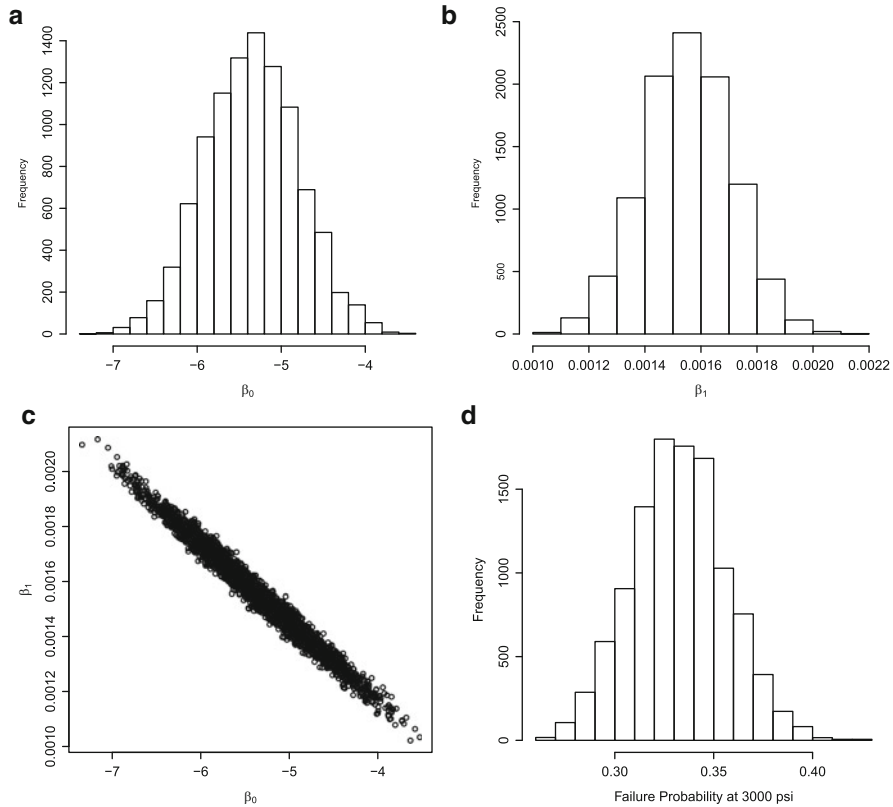 a
Frequency
0 200 400 600 800 1000 1200 1400
−7 −6 −5 −4
β₀
b
Frequency
0 500 1000 1500 2000 2500
0.0010 0.0012 0.0014 0.0016 0.0018 0.0020 0.0022
β₁
c
β₁
0.0010 0.0012 0.0014 0.0016 0.0018 0.0020
−7 −6 −5 −4
β₀
d
Frequency
0 500 1000 1500
0.30 0.35 0.40
Failure Probability at 3000 psi